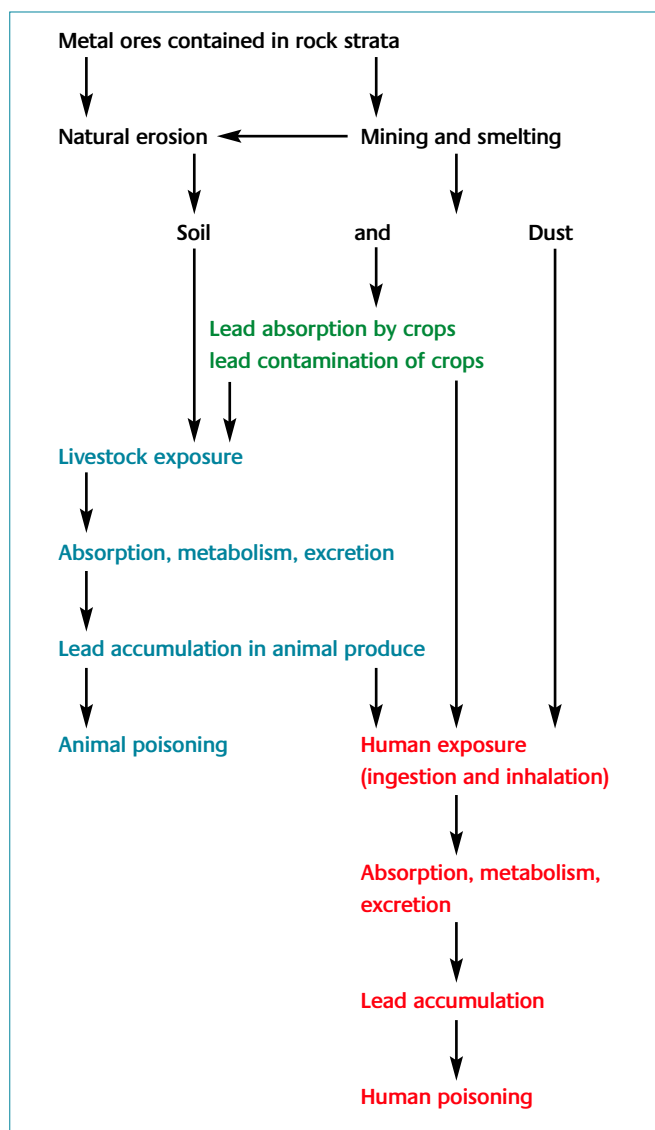 Metal ores contained in rock strata
Natural erosion
Mining and smelting
Soil and Dust
Lead absorption by crops
lead contamination of crops
Livestock exposure
Absorption, metabolism, excretion
Lead accumulation in animal produce
Animal poisoning
Human exposure
(ingestion and inhalation)
Absorption, metabolism,
excretion
Lead accumulation
Human poisoning